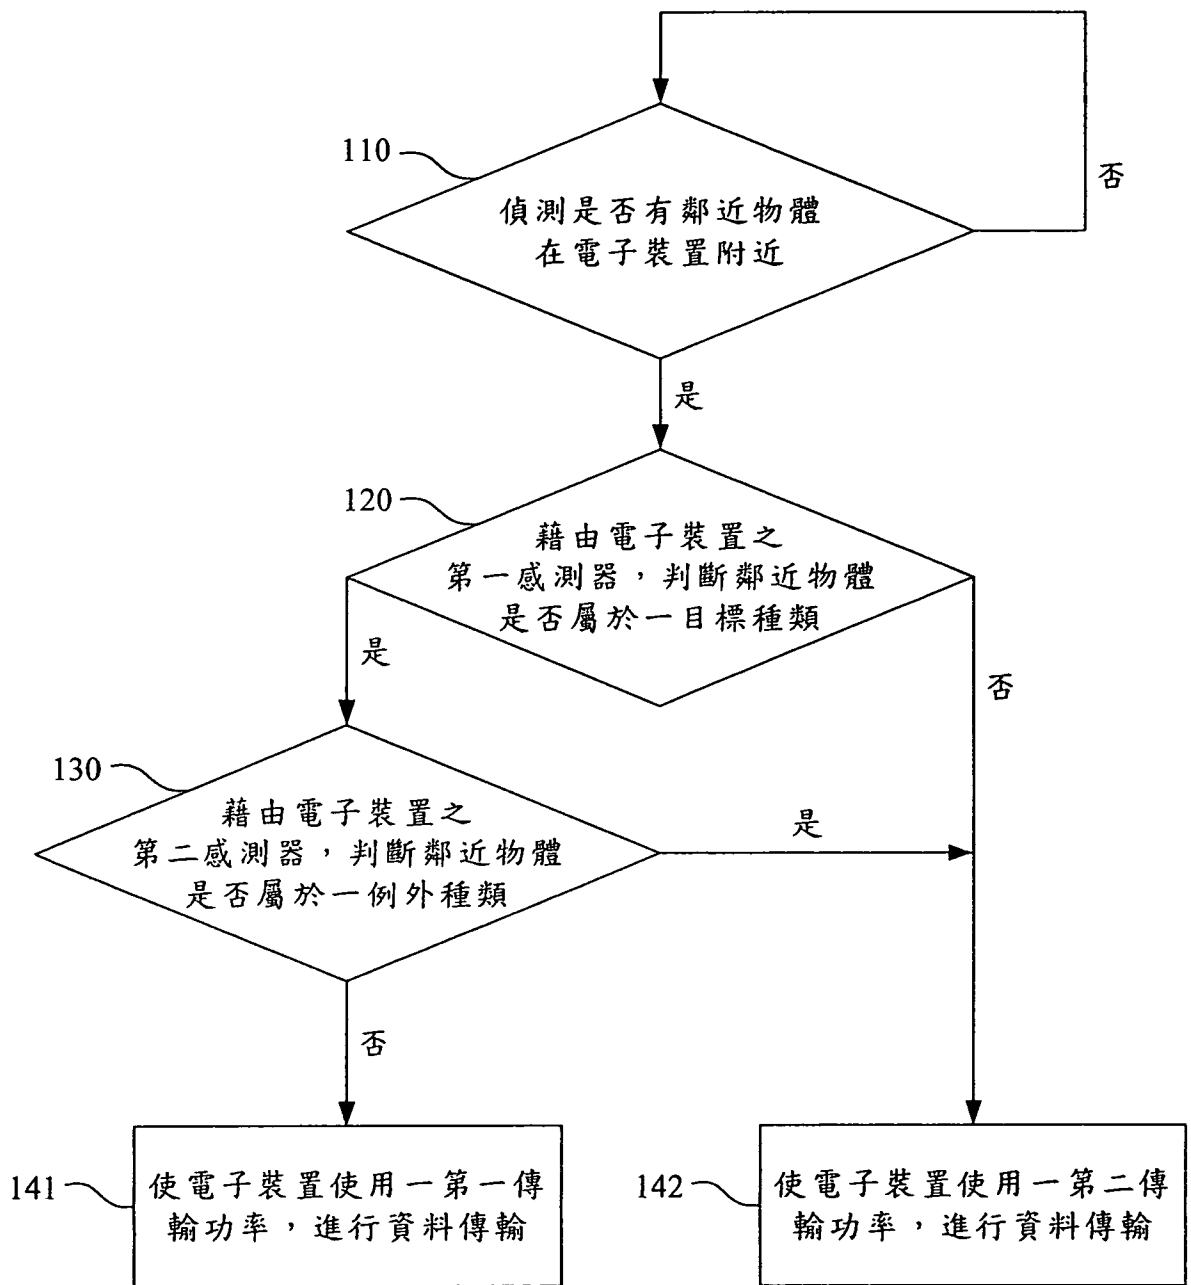 110
否
偵測是否有鄰近物體
在電子裝置附近
是
120
藉由電子裝置之
第一感測器，判斷鄰近物體
是否屬於一目標種類
是
否
130
藉由電子裝置之
第二感測器，判斷鄰近物體
是否屬於一例外種類
是
否
141
使電子裝置使用一第一傳
輸功率，進行資料傳輸
142
使電子裝置使用一第二傳
輸功率，進行資料傳輸